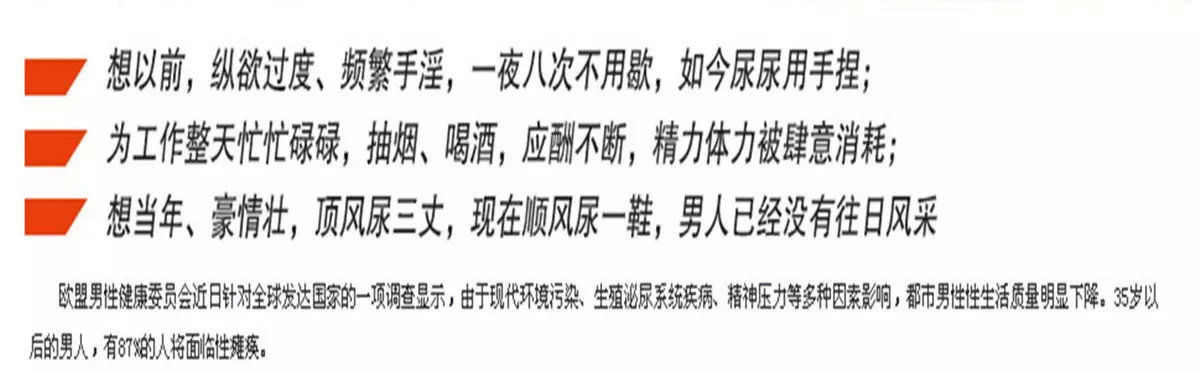 想以前，纵欲过度、频繁手淫，一夜八次不用歇，如今尿尿用手捏；
为工作整天忙忙碌碌，抽烟、喝酒，应酬不断，精力体力被肆意消耗；
想当年、豪情壮，顶风尿三丈，现在顺风尿一鞋，男人已经没有往日风采
欧盟男性健康委员会近日针对全球发达国家的一项调查显示，由于现代环境污染、生殖泌尿系统疾病、精神压力等多种因素影响，都市男性性生活质量明显下降。35岁以
后的男人，有87%的人将面临性瘫痪。